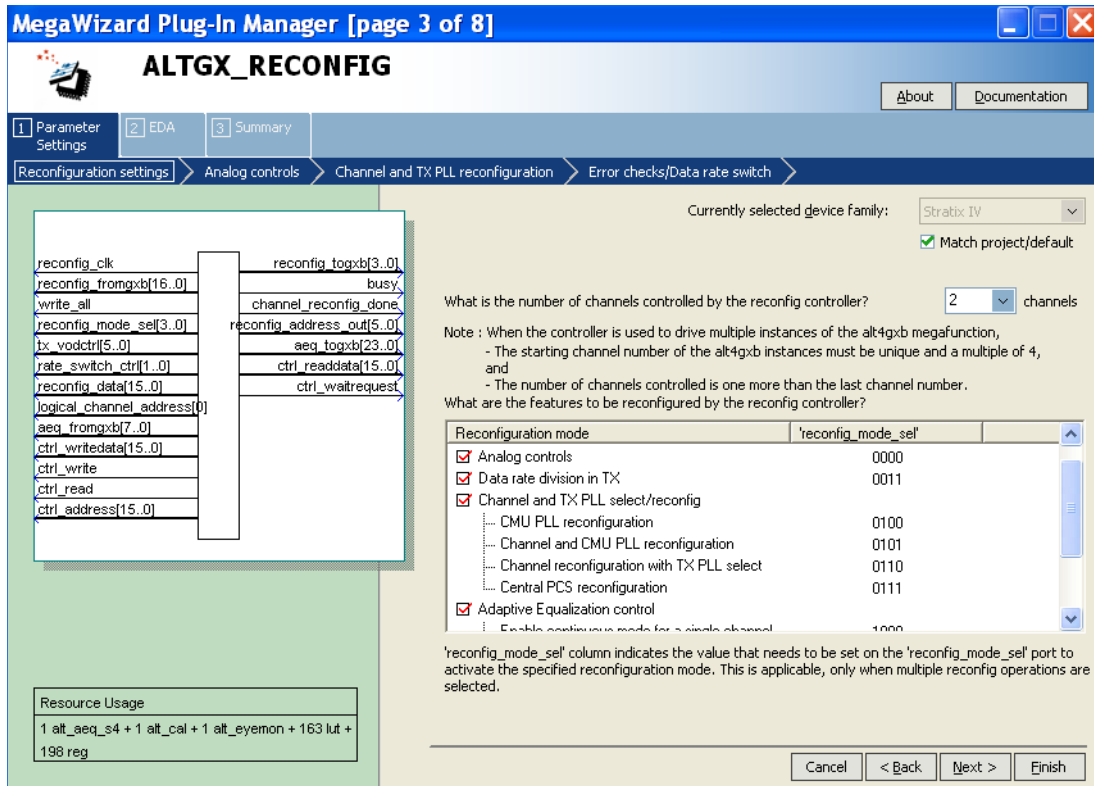 MegaWizard Plug-In Manager [page 3 of 8]
ALTGX_RECONFIG
About
Documentation
1 Parameter Settings
2 EDA
3 Summary
Reconfiguration settings
Analog controls
Channel and TX PLL reconfiguration
Error checks/Data rate switch
reconfig_clk
reconfig_fromgxb[16..0]
write_all
reconfig_mode_sel[3..0]
tx_vodctrl[5..0]
rate_switch_ctrl[1..0]
reconfig_data[15..0]
logical_channel_address[0]
aeq_fromgxb[7..0]
ctrl_writedata[15..0]
ctrl_write
ctrl_read
ctrl_address[15..0]
reconfig_togxb[3..0]
busy
channel_reconfig_done
reconfig_address_out[5..0]
aeq_togxb[23..0]
ctrl_readdata[15..0]
ctrl_waitrequest
Resource Usage
1 alt_aeq_s4 + 1 alt_cal + 1 alt_eyemon + 163 lut +
198 reg
Currently selected device family:
Stratix IV
Match project/default
What is the number of channels controlled by the reconfig controller?
2
channels
Note : When the controller is used to drive multiple instances of the alt4gxb megafunction,
- The starting channel number of the alt4gxb instances must be unique and a multiple of 4,
and
- The number of channels controlled is one more than the last channel number.
What are the features to be reconfigured by the reconfig controller?
Reconfiguration mode 'reconfig_mode_sel'
Analog controls 0000
Data rate division in TX 0011
Channel and TX PLL select/reconfig
CMU PLL reconfiguration 0100
Channel and CMU PLL reconfiguration 0101
Channel reconfiguration with TX PLL select 0110
Central PCS reconfiguration 0111
Adaptive Equalization control
Enable continuous mode for a single channel 1000
'reconfig_mode_sel' column indicates the value that needs to be set on the 'reconfig_mode_sel' port to
activate the specified reconfiguration mode. This is applicable, only when multiple reconfig operations are
selected.
Cancel
< Back
Next >
Finish